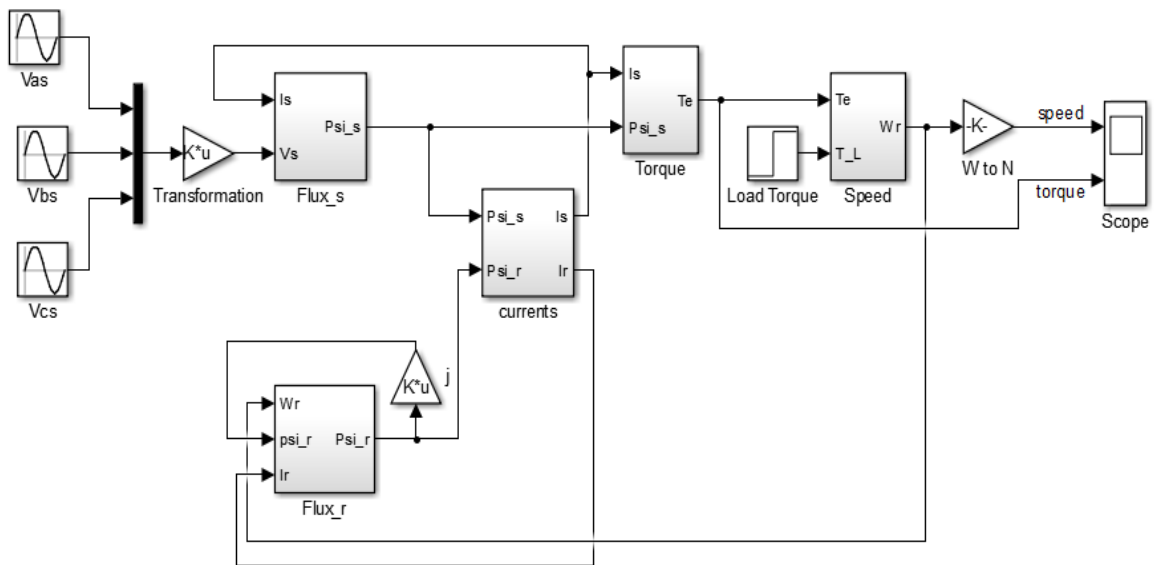 Vas
Vbs
Vcs
K*u
Transformation
Is
Vs
Psi_s
Flux_s
Is
Psi_s
Te
Torque
Load Torque
Te
T_L
Wr
Speed
-K-
W to N
speed
torque
Scope
Psi_s
Psi_r
Is
Ir
currents
K*u
j
Wr
psi_r
Ir
Psi_r
Flux_r